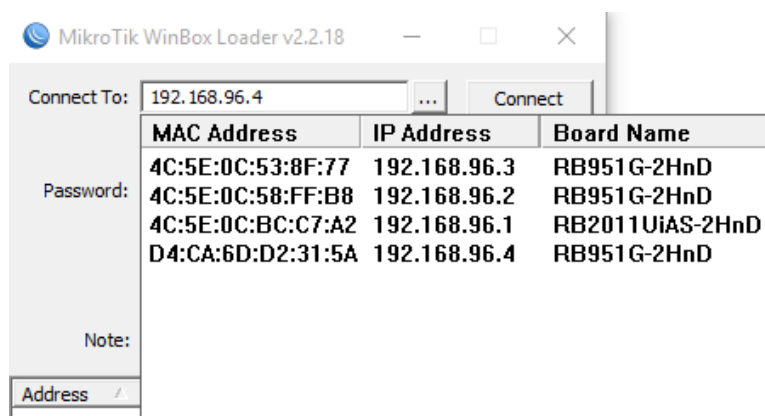 MikroTik WinBox Loader v2.2.18
Connect To: 192.168.96.4 ... Connect
MAC Address IP Address Board Name
4C:5E:0C:53:8F:77 192.168.96.3 RB951G-2HnD
Password: 4C:5E:0C:58:FF:B8 192.168.96.2 RB951G-2HnD
4C:5E:0C:BC:C7:A2 192.168.96.1 RB2011UiAS-2HnD
D4:CA:6D:D2:31:5A 192.168.96.4 RB951G-2HnD
Note:
Address